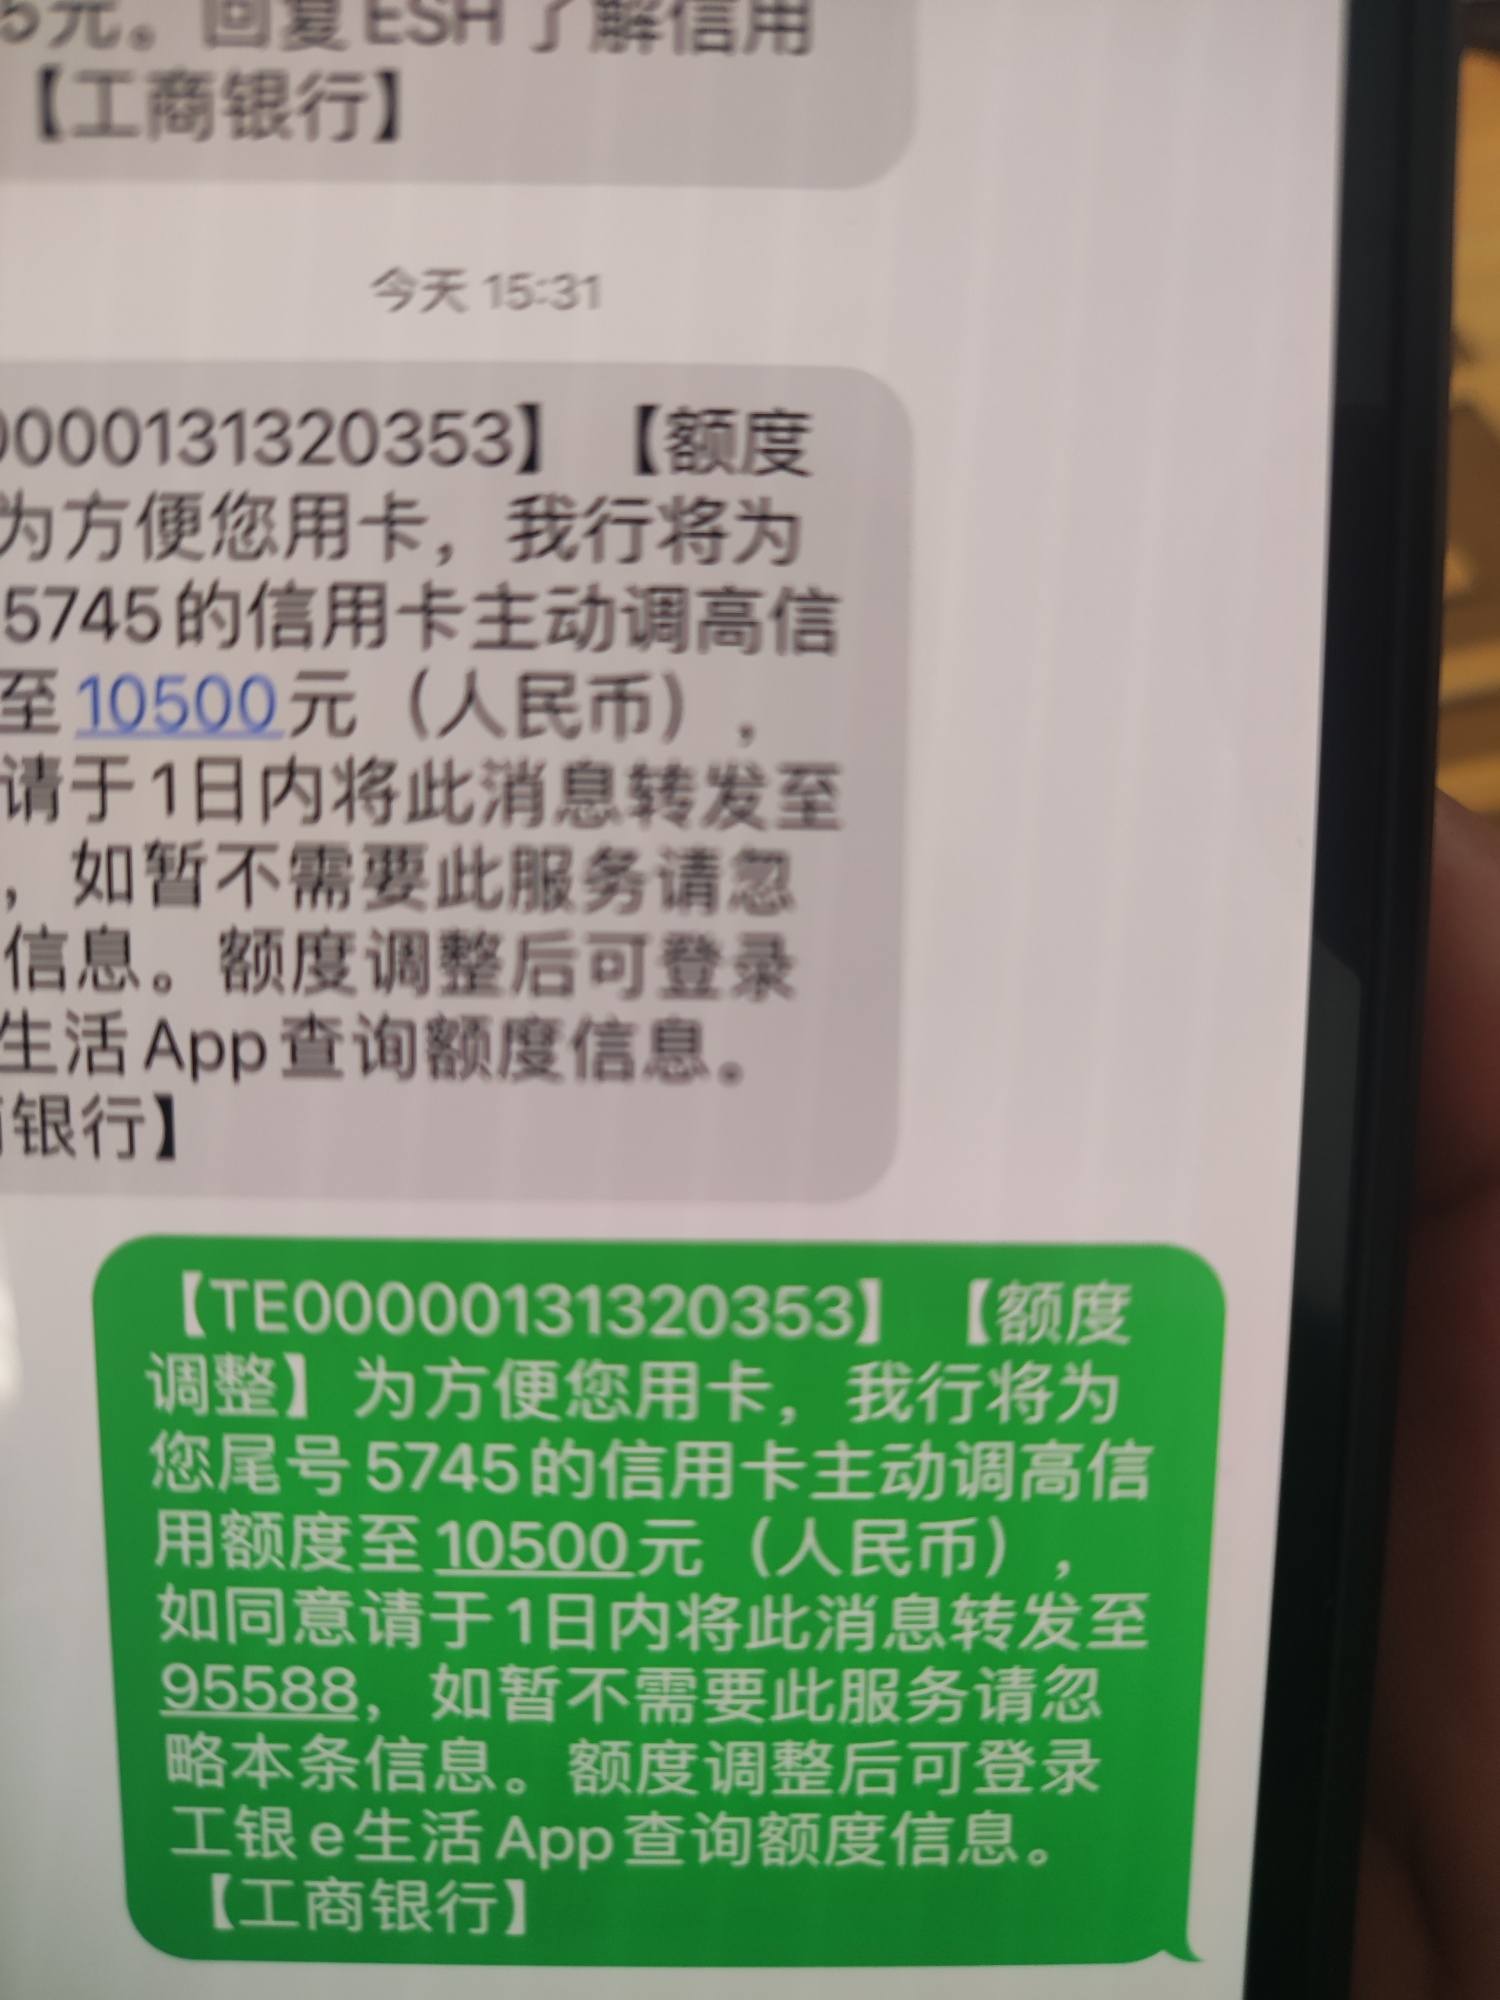 5元。回复ESH了解信用
【工商银行】
今天 15:31
0000131320353】【额度
为方便您用卡，我行将为
5745的信用卡主动调高信
至10500元（人民币），
请于1日内将此消息转发至
，如暂不需要此服务请忽
信息。额度调整后可登录
生活App查询额度信息。
银行】
【TE00000131320353】【额度
调整】为方便您用卡，我行将为
您尾号5745的信用卡主动调高信
用额度至10500元（人民币），
如同意请于1日内将此消息转发至
95588，如暂不需要此服务请忽
略本条信息。额度调整后可登录
工银e生活App查询额度信息。
【工商银行】